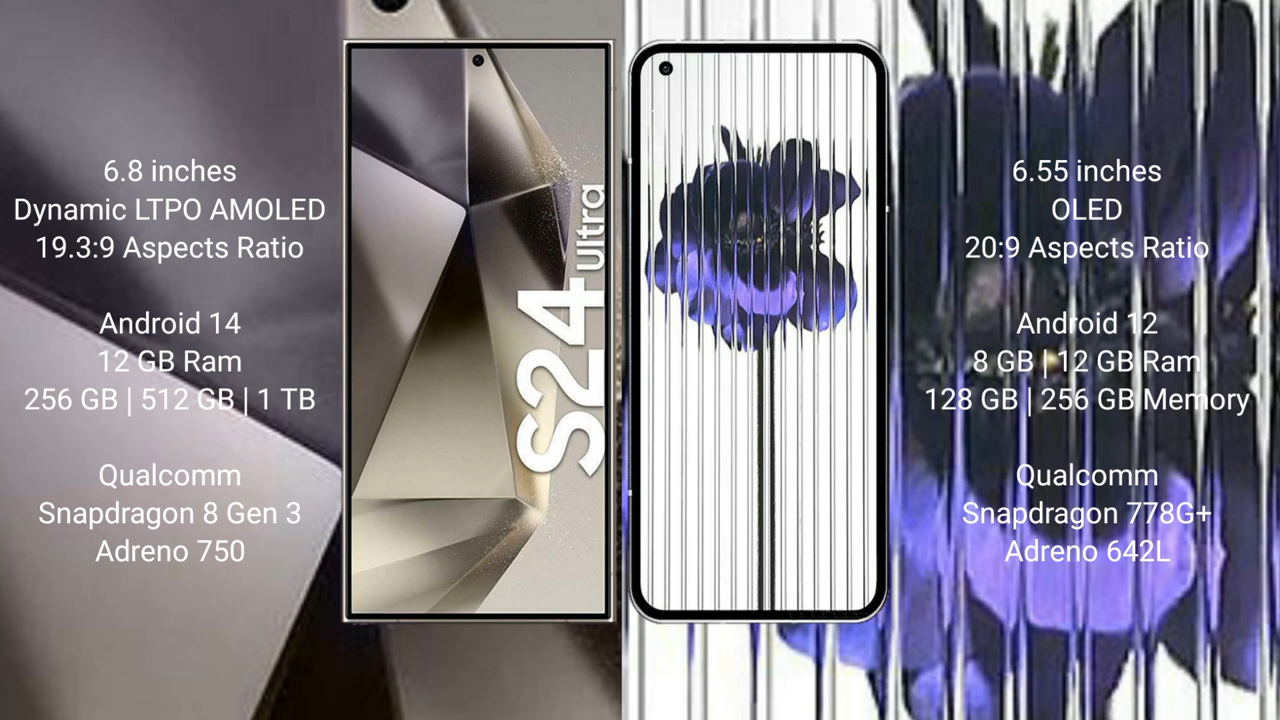 6.8 inches
Dynamic LTPO AMOLED
19.3:9 Aspects Ratio
Android 14
12 GB Ram
256 GB | 512 GB | 1 TB
Qualcomm
Snapdragon 8 Gen 3
Adreno 750
S24 Ultra
6.55 inches
OLED
20:9 Aspects Ratio
Android 12
8 GB | 12 GB Ram
128 GB | 256 GB Memory
Qualcomm
Snapdragon 778G+
Adreno 642L